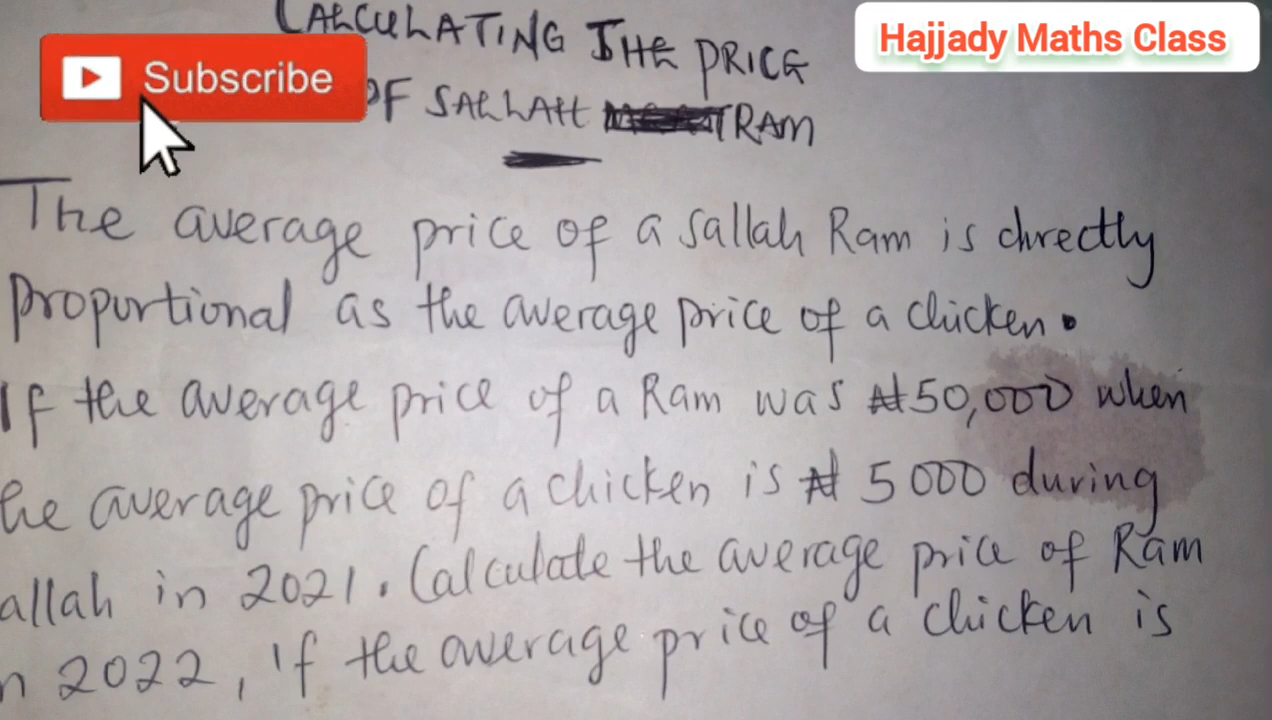 CALCULATING THE PRICE
Hajjady Maths Class
Subscribe
OF SALLAH RAM
The average price of a sallah Ram is directly
proportional as the average price of a chicken.
If the average price of a Ram was ₦50,000 when
he average price of a chicken is ₦ 5000 during
allah in 2021. Calculate the average price of Ram
n 2022, If the average price of a chicken is